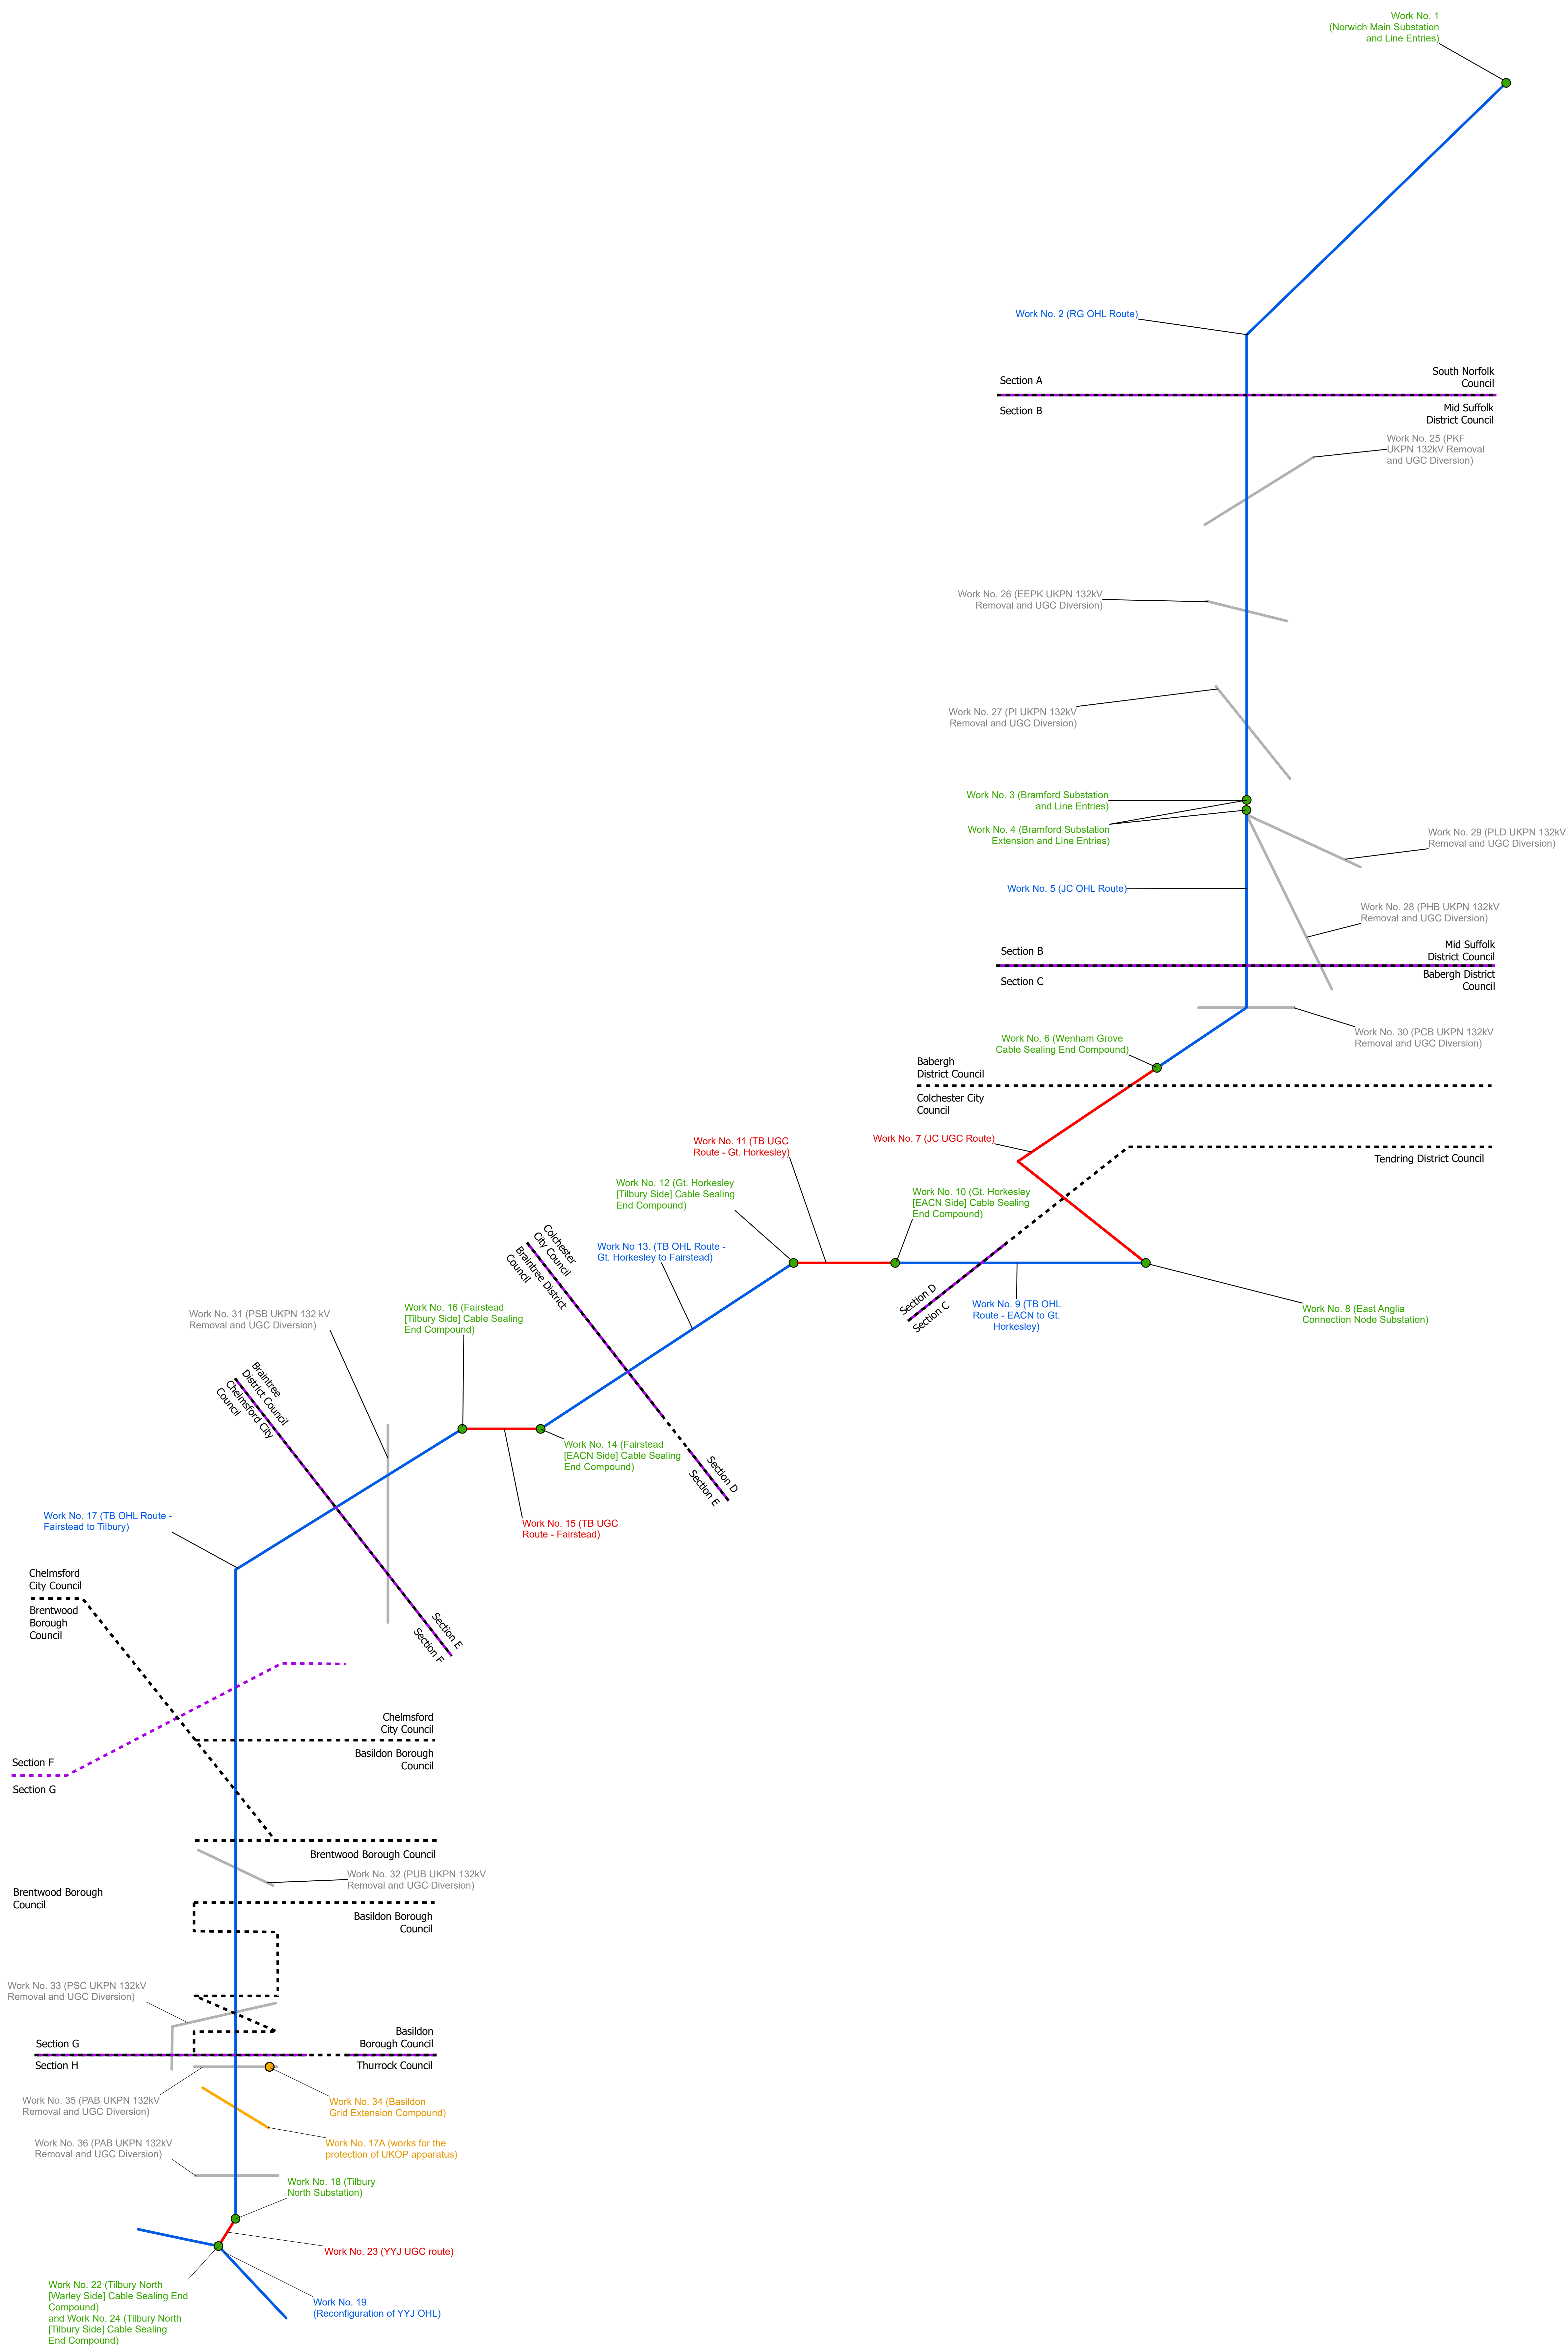 Work No. 1
(Norwich Main Substation
and Line Entries)
Work No. 2 (RG OHL Route)
Section A
South Norfolk
Council
Section B
Mid Suffolk
District Council
Work No. 25 (PKF
UKPN 132kV Removal
and UGC Diversion)
Work No. 26 (EEPK UKPN 132kV
Removal and UGC Diversion)
Work No. 27 (PI UKPN 132kV
Removal and UGC Diversion)
Work No. 3 (Bramford Substation
and Line Entries)
Work No. 4 (Bramford Substation
Extension and Line Entries)
Work No. 29 (PLD UKPN 132kV
Removal and UGC Diversion)
Work No. 5 (JC OHL Route)
Work No. 28 (PHB UKPN 132kV
Removal and UGC Diversion)
Section B
Mid Suffolk
District Council
Section C
Babergh District
Council
Work No. 30 (PCB UKPN 132kV
Removal and UGC Diversion)
Work No. 6 (Wenham Grove
Cable Sealing End Compound)
Babergh
District Council
Colchester City
Council
Work No. 7 (JC UGC Route)
Tendring District Council
Work No. 11 (TB UGC
Route - Gt. Horkesley)
Work No. 12 (Gt. Horkesley
[Tilbury Side] Cable Sealing
End Compound)
Work No. 10 (Gt. Horkesley
[EACN Side] Cable Sealing
End Compound)
Colchester
City Council
Braintree District
Council
Work No 13. (TB OHL Route -
Gt. Horkesley to Fairstead)
Section D
Section C
Work No. 9 (TB OHL
Route - EACN to Gt.
Horkesley)
Work No. 8 (East Anglia
Connection Node Substation)
Work No. 31 (PSB UKPN 132 kV
Removal and UGC Diversion)
Work No. 16 (Fairstead
[Tilbury Side] Cable Sealing
End Compound)
Braintree
District Council
Chelmsford City
Council
Work No. 14 (Fairstead
[EACN Side] Cable Sealing
End Compound)
Section D
Section E
Work No. 15 (TB UGC
Route - Fairstead)
Work No. 17 (TB OHL Route -
Fairstead to Tilbury)
Chelmsford
City Council
Brentwood
Borough
Council
Section E
Section F
Chelmsford
City Council
Basildon Borough
Council
Section F
Section G
Brentwood Borough Council
Work No. 32 (PUB UKPN 132kV
Removal and UGC Diversion)
Brentwood Borough
Council
Basildon Borough
Council
Work No. 33 (PSC UKPN 132kV
Removal and UGC Diversion)
Section G
Basildon
Borough Council
Section H
Thurrock Council
Work No. 35 (PAB UKPN 132kV
Removal and UGC Diversion)
Work No. 34 (Basildon
Grid Extension Compound)
Work No. 36 (PAB UKPN 132kV
Removal and UGC Diversion)
Work No. 17A (works for the
protection of UKOP apparatus)
Work No. 18 (Tilbury
North Substation)
Work No. 23 (YYJ UGC route)
Work No. 22 (Tilbury North
[Warley Side] Cable Sealing End
Compound)
and Work No. 24 (Tilbury North
[Tilbury Side] Cable Sealing
End Compound)
Work No. 19
(Reconfiguration of YYJ OHL)